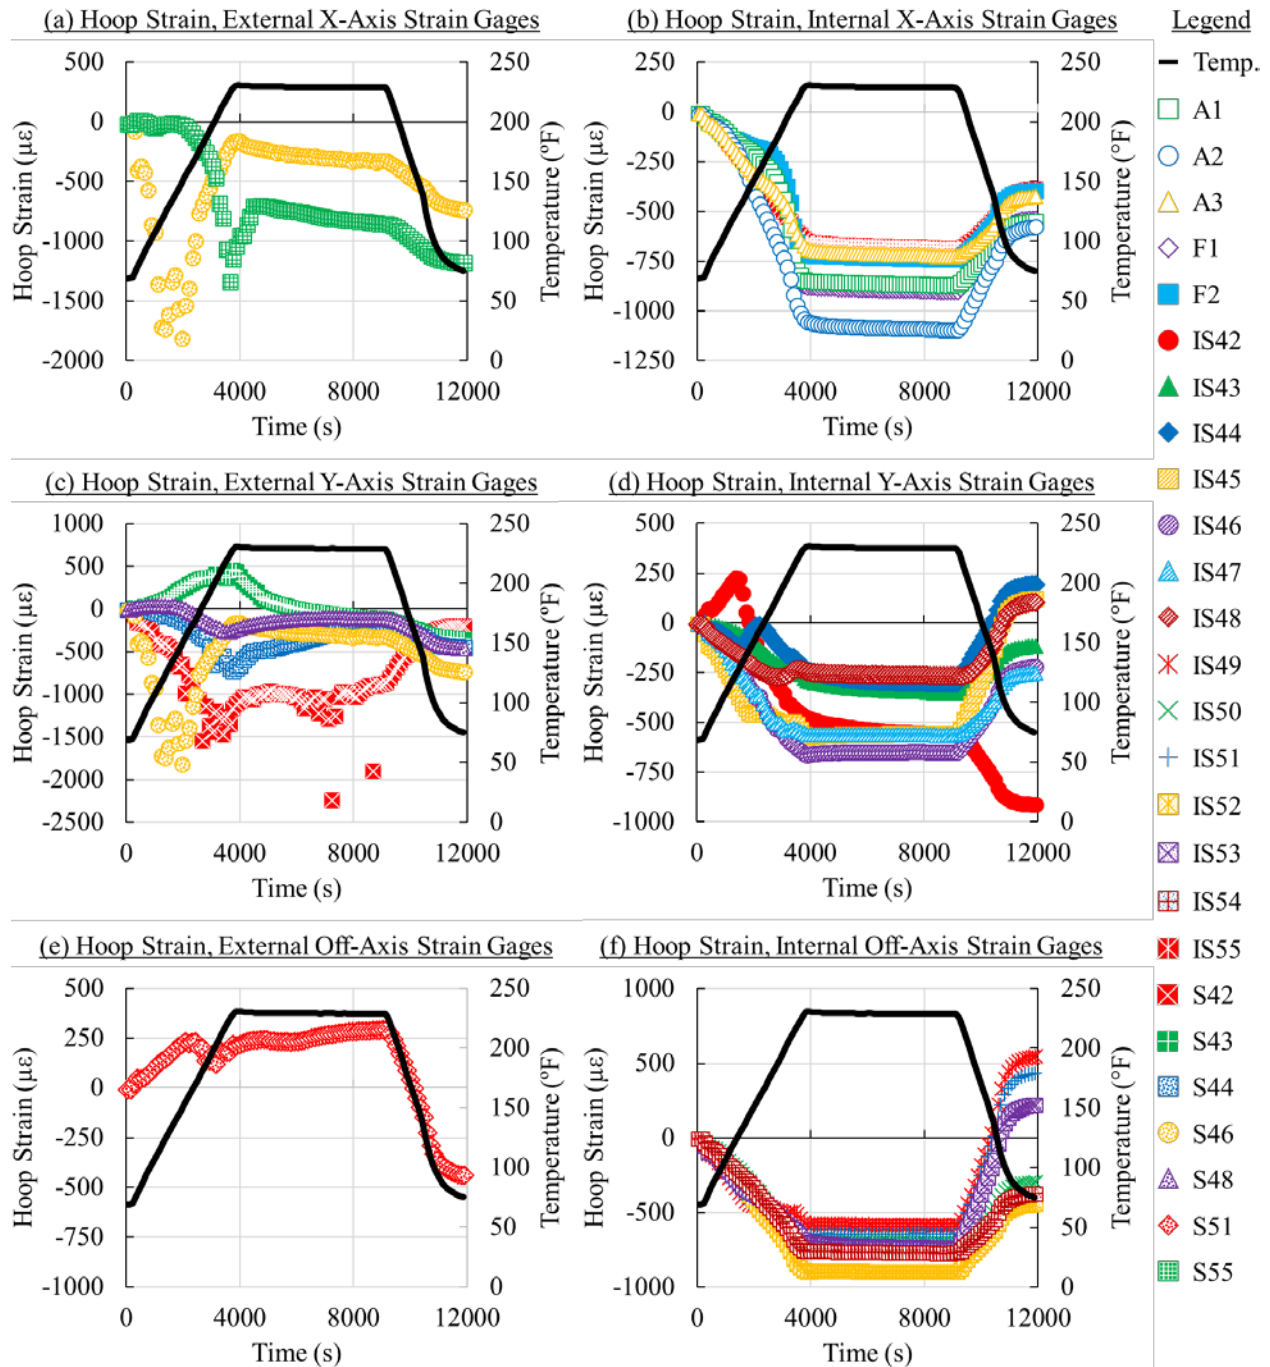 (a) Hoop Strain, External X-Axis Strain Gages
(b) Hoop Strain, Internal X-Axis Strain Gages
Legend
Temp.
A1
A2
A3
F1
F2
IS42
IS43
IS44
IS45
IS46
IS47
IS48
IS49
IS50
IS51
IS52
IS53
IS54
IS55
S42
S43
S44
S46
S48
S51
S55
Hoop Strain (με)
500
0
-500
-1000
-1500
-2000
0 4000 8000 12000
Time (s)
250
200
150
100
50
0
Temperature (°F)
Hoop Strain (με)
250
0
-250
-500
-750
-1000
-1250
0 4000 8000 12000
Time (s)
250
200
150
100
50
0
Temperature (°F)
(c) Hoop Strain, External Y-Axis Strain Gages
(d) Hoop Strain, Internal Y-Axis Strain Gages
Hoop Strain (με)
1000
500
0
-500
-1000
-1500
-2000
-2500
0 4000 8000 12000
Time (s)
250
200
150
100
50
0
Temperature (°F)
Hoop Strain (με)
500
250
0
-250
-500
-750
-1000
0 4000 8000 12000
Time (s)
250
200
150
100
50
0
Temperature (°F)
(e) Hoop Strain, External Off-Axis Strain Gages
(f) Hoop Strain, Internal Off-Axis Strain Gages
Hoop Strain (με)
500
250
0
-250
-500
-750
-1000
0 4000 8000 12000
Time (s)
250
200
150
100
50
0
Temperature (°F)
Hoop Strain (με)
1000
500
0
-500
-1000
0 4000 8000 12000
Time (s)
250
200
150
100
50
0
Temperature (°F)